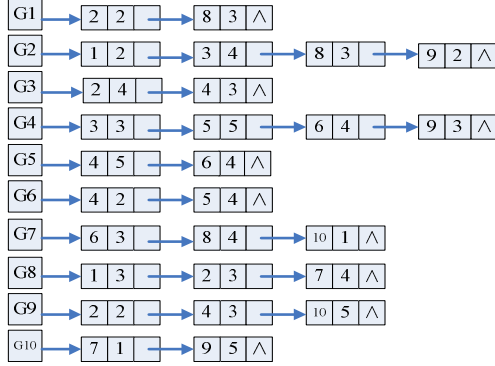 G1 2 2 8 3 ∧
G2 1 2 3 4 8 3 9 2 ∧
G3 2 4 4 3 ∧
G4 3 3 5 5 6 4 9 3 ∧
G5 4 5 6 4 ∧
G6 4 2 5 4 ∧
G7 6 3 8 4 10 1 ∧
G8 1 3 2 3 7 4 ∧
G9 2 2 4 3 10 5 ∧
G10 7 1 9 5 ∧